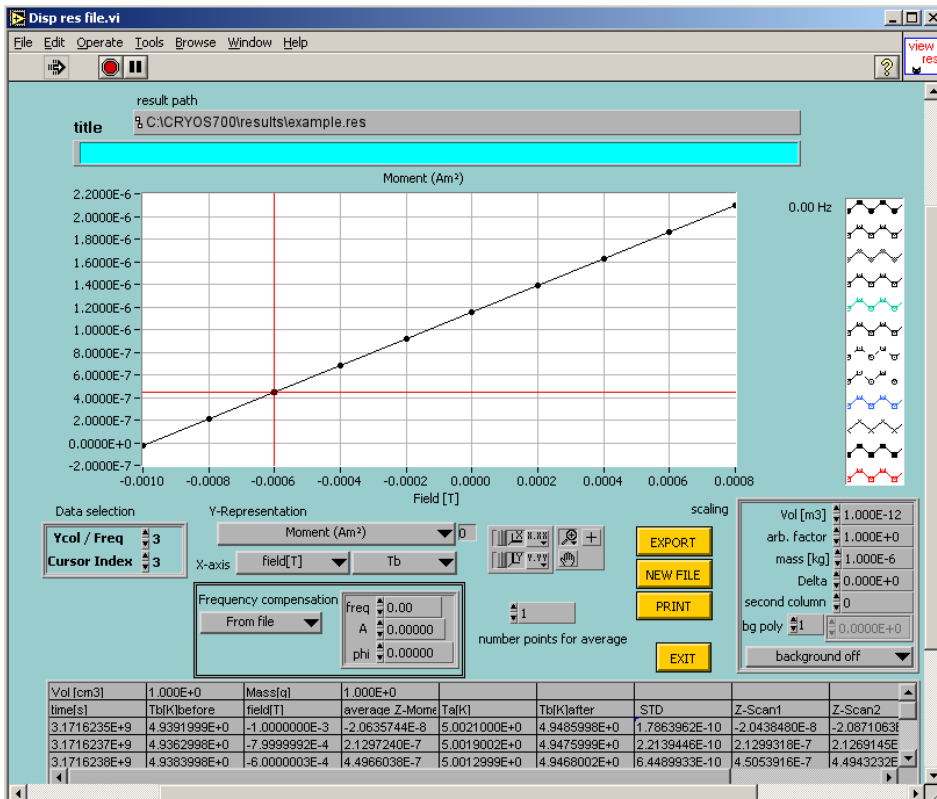 Disp res file.vi
File Edit Operate Tools Browse Window Help
view
res
result path
title C:\CRYOS700\results\example.res
Moment (Am²)
2.2000E-6
2.0000E-6
1.8000E-6
1.6000E-6
1.4000E-6
1.2000E-6
1.0000E-6
8.0000E-7
6.0000E-7
4.0000E-7
2.0000E-7
0.0000E+0
-2.0000E-7
-0.0010 -0.0008 -0.0006 -0.0004 -0.0002 0.0000 0.0002 0.0004 0.0006 0.0008
Field [T]
0.00 Hz
Data selection
Ycol / Freq 3
Cursor Index 3
Y-Representation
Moment (Am²) 0
X-axis field[T] Tb
Frequency compensation
From file
freq 0.00
A 0.00000
phi 0.00000
X X.XX
Y Y.YY
1
number points for average
EXPORT
NEW FILE
PRINT
EXIT
scaling
Vol [m3] 1.000E-12
arb. factor 1.000E+0
mass [kg] 1.000E-6
Delta 0.000E+0
second column 0
bg poly 1 0.0000E+0
background off
Vol [cm3] 1.000E+0 Mass[g] 1.000E+0
time[s] Tb[K]before field[T] average Z-Mome Ta[K] Tb[K]after STD Z-Scan1 Z-Scan2
3.1716235E+9 4.9391999E+0 -1.0000000E-3 -2.0635744E-8 5.0021000E+0 4.9485998E+0 1.7863962E-10 -2.0438480E-8 -2.0871063E
3.1716237E+9 4.9362998E+0 -7.9999992E-4 2.1297240E-7 5.0019002E+0 4.9475999E+0 2.2139446E-10 2.1299318E-7 2.1269145E
3.1716238E+9 4.9383998E+0 -6.0000003E-4 4.4966038E-7 5.0012999E+0 4.9468002E+0 6.4489933E-10 4.5053916E-7 4.4943232E